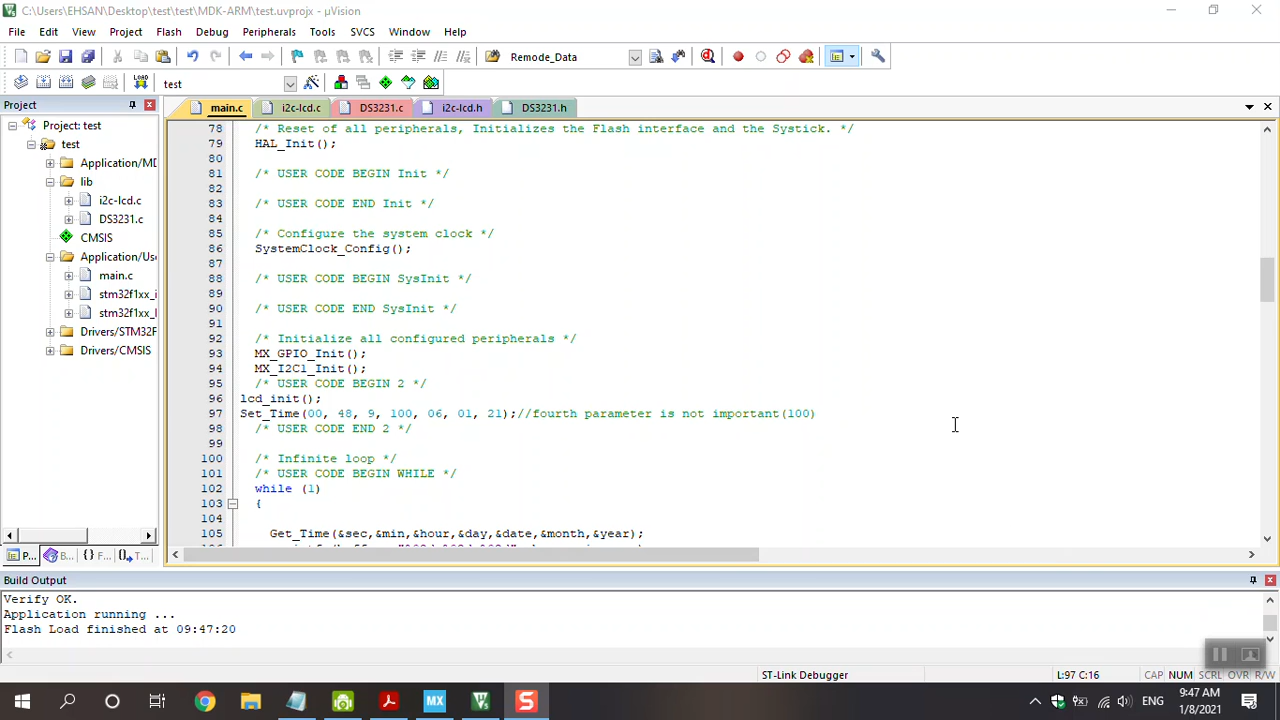 C:\Users\EHSAN\Desktop\test\test\MDK-ARM\test.uvprojx - µVision
File Edit View Project Flash Debug Peripherals Tools SVCS Window Help
Remote_Data
LOAD test
Project
main.c i2c-lcd.c DS3231.c i2c-lcd.h DS3231.h
Project: test
test
Application/MD
lib
i2c-lcd.c
DS3231.c
CMSIS
Application/Use
main.c
stm32f1xx_i
stm32f1xx_
Drivers/STM32F
Drivers/CMSIS
78 /* Reset of all peripherals, Initializes the Flash interface and the Systick. */
79 HAL_Init();
80
81 /* USER CODE BEGIN Init */
82
83 /* USER CODE END Init */
84
85 /* Configure the system clock */
86 SystemClock_Config();
87
88 /* USER CODE BEGIN SysInit */
89
90 /* USER CODE END SysInit */
91
92 /* Initialize all configured peripherals */
93 MX_GPIO_Init();
94 MX_I2C1_Init();
95 /* USER CODE BEGIN 2 */
96 lcd_init();
97 Set_Time(00, 48, 9, 100, 06, 01, 21);//fourth parameter is not important(100)
98 /* USER CODE END 2 */
99
100 /* Infinite loop */
101 /* USER CODE BEGIN WHILE */
102 while (1)
103 {
104
105 Get_Time(&sec,&min,&hour,&day,&date,&month,&year);
P... B... {} F... T...
Build Output
Verify OK.
Application running ...
Flash Load finished at 09:47:20
ST-Link Debugger L:97 C:16 CAP NUM SCRL OVR R/W
MX S ENG 9:47 AM
1/8/2021